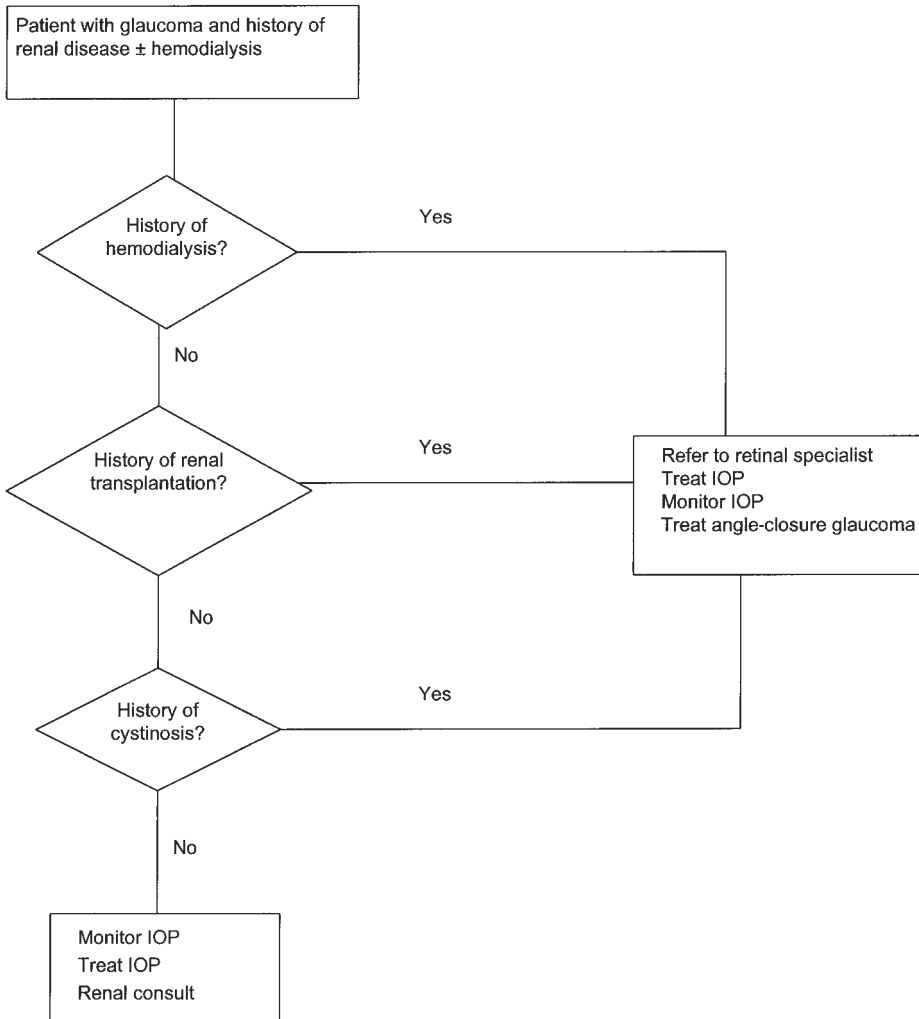 Patient with glaucoma and history of
renal disease ± hemodialysis
History of
hemodialysis?
Yes
No
History of renal
transplantation?
Yes
Refer to retinal specialist
Treat IOP
Monitor IOP
Treat angle-closure glaucoma
No
History of
cystinosis?
Yes
No
Monitor IOP
Treat IOP
Renal consult